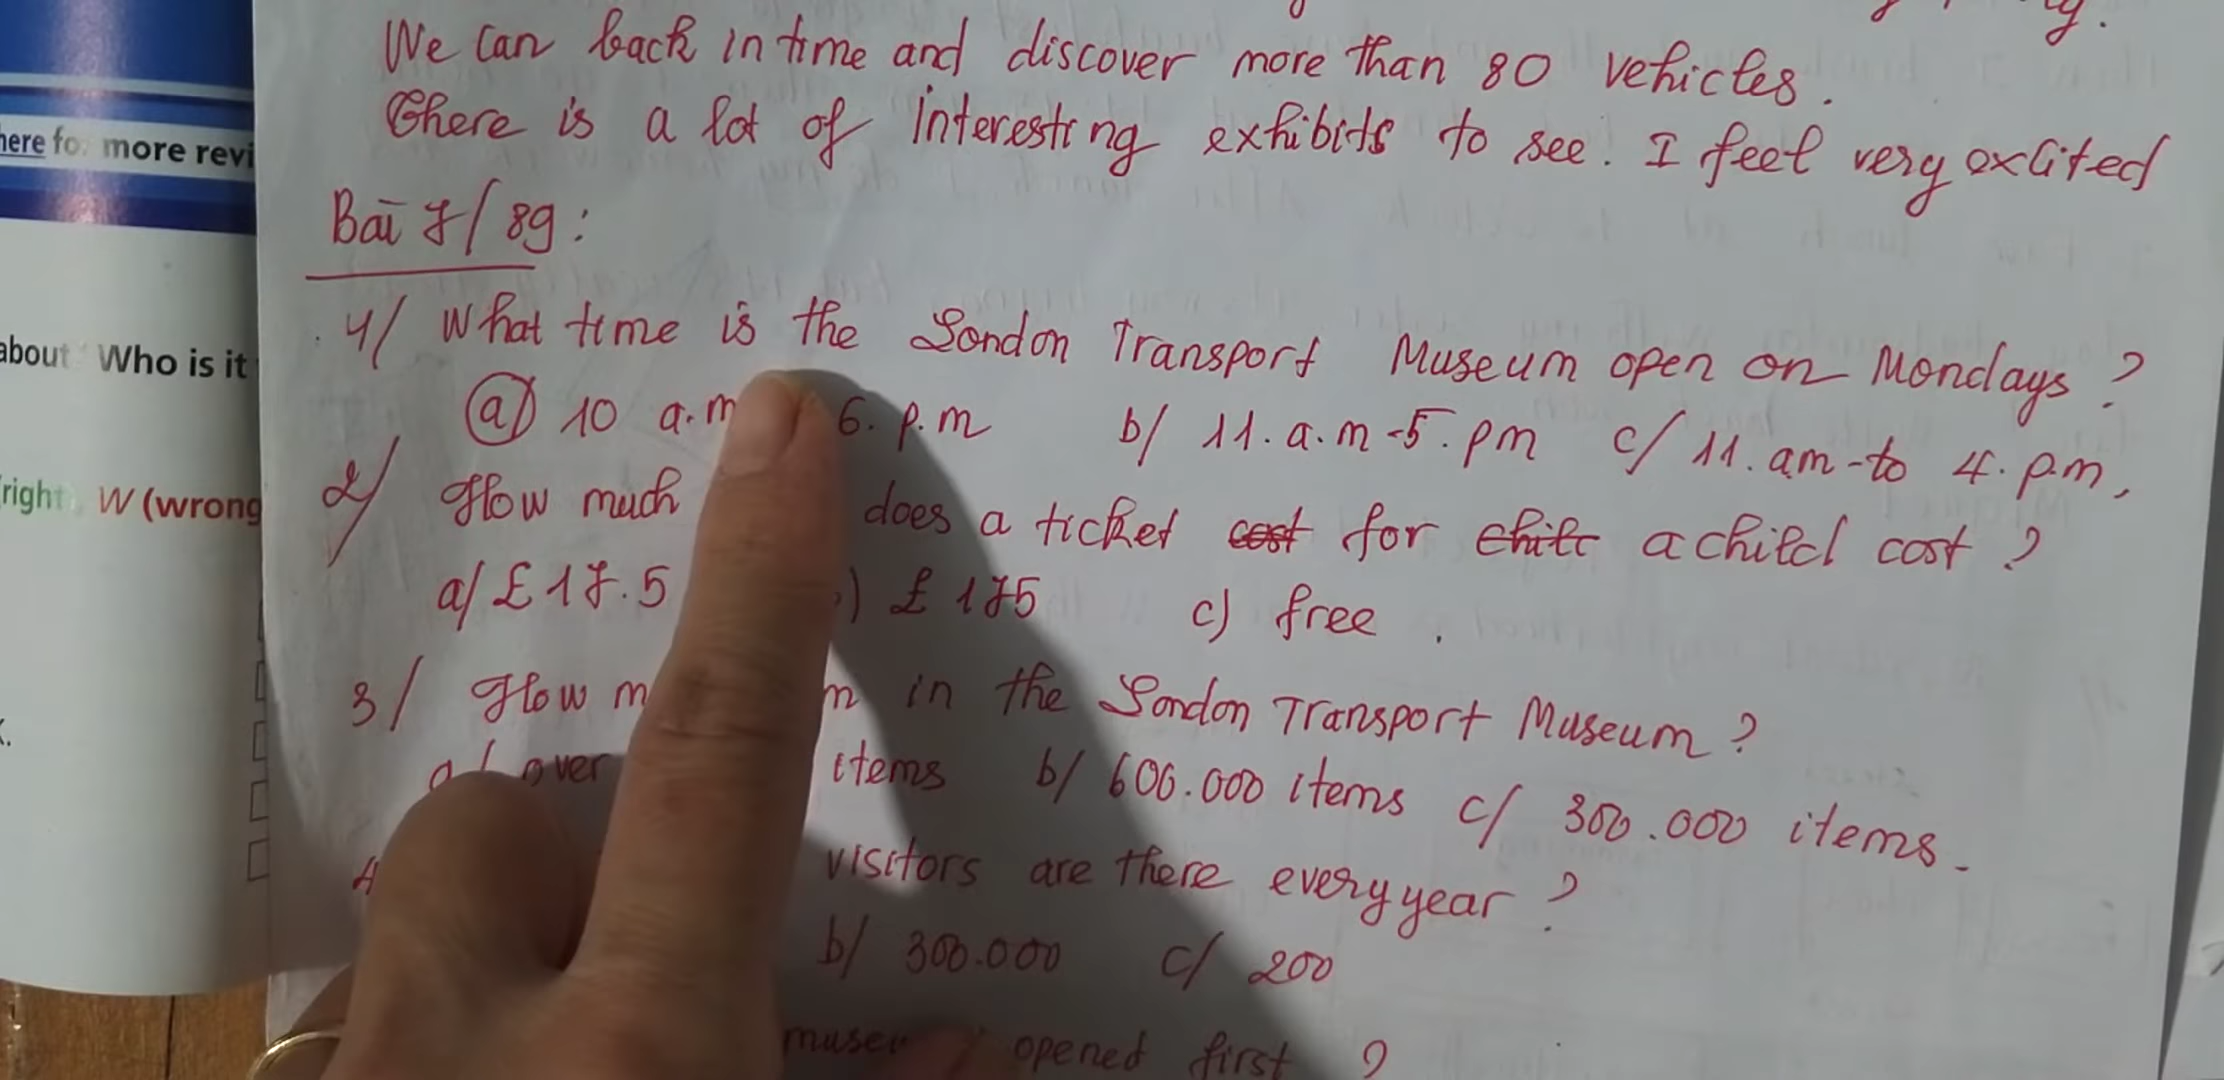 here for more revi
about Who is it
right W (wrong
We can back in time and discover more than 80 vehicles.
There is a lot of interesting exhibits to see. I feel very excited
Bài 7/89:
1/ What time is the London Transport Museum open on Mondays?
a) 10 a.m 6. p.m b/ 11. a.m - 5. pm c/ 11. am - to 4. p.m,
2/ How much does a ticket cost for a child cost?
a/ £17.5 ) £175 c) free.
3/ How in the London Transport Museum?
over items b/ 600.000 items c/ 300.000 items.
visitors are there every year?
b/ 300.000 c/ 200
opened first?